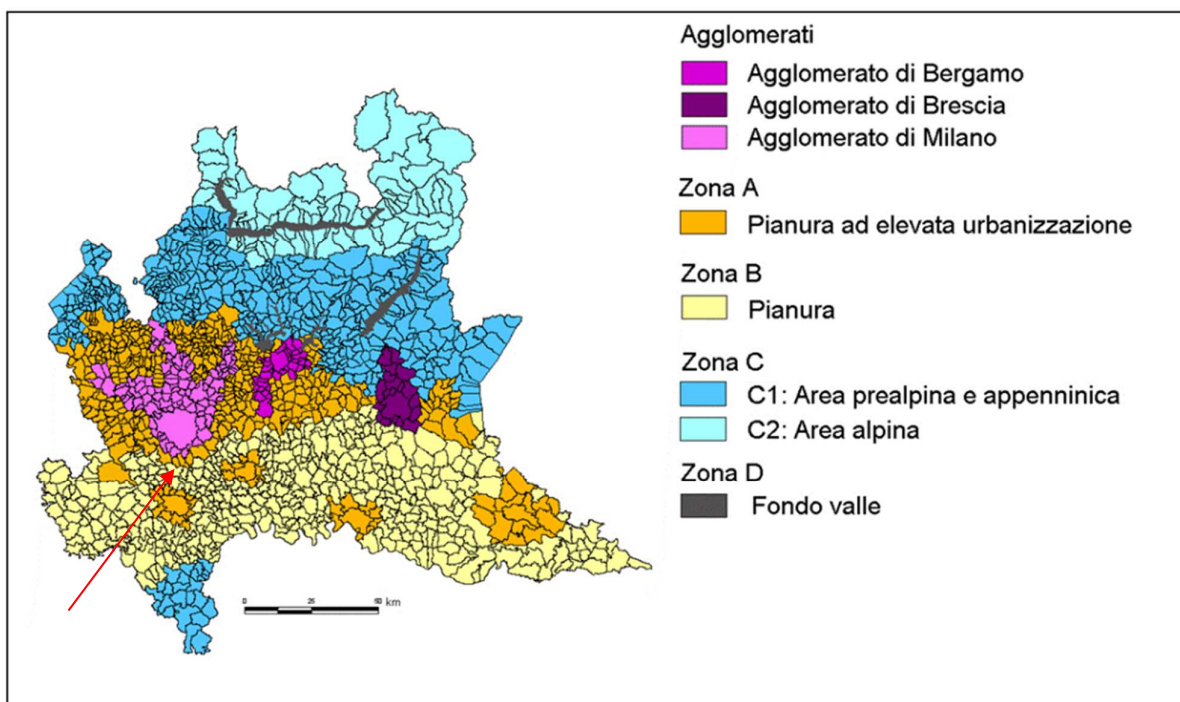 Agglomerati
Agglomerato di Bergamo
Agglomerato di Brescia
Agglomerato di Milano
Zona A
Pianura ad elevata urbanizzazione
Zona B
Pianura
Zona C
C1: Area prealpina e appenninica
C2: Area alpina
Zona D
Fondo valle
0 25 50 km